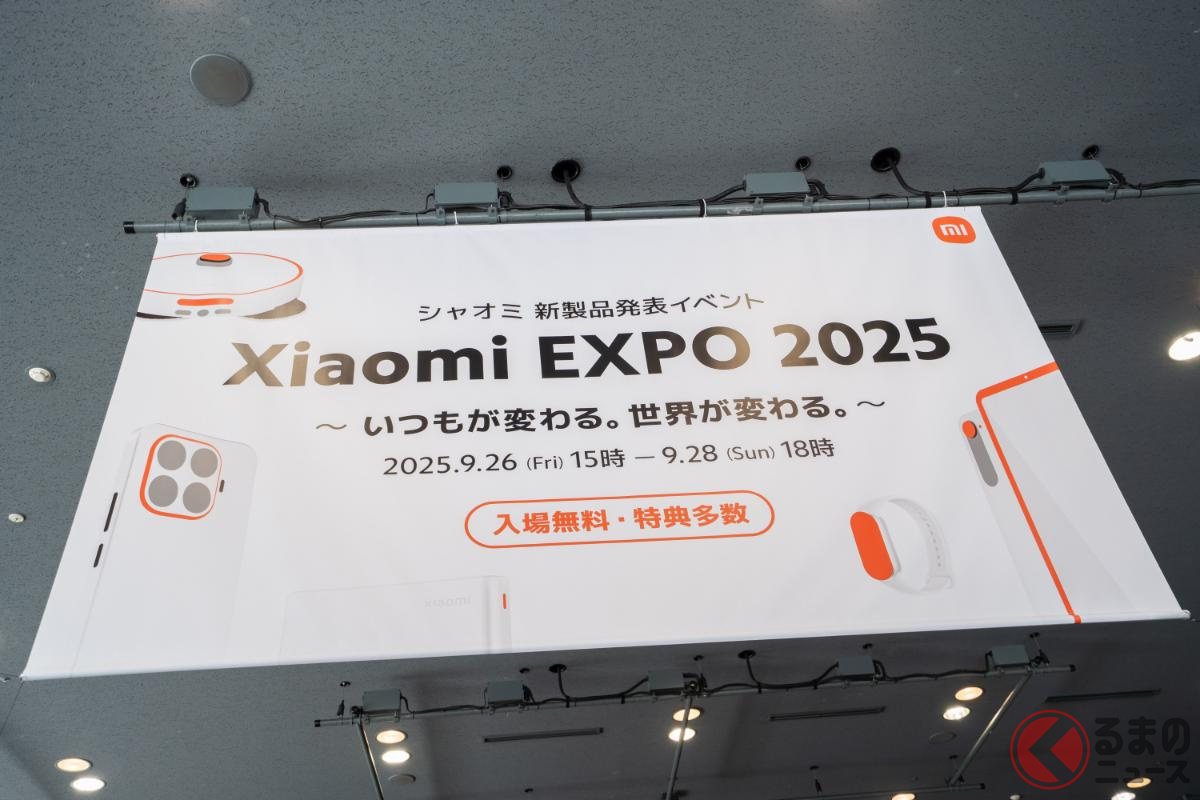 mi
シャオミ 新製品発表イベント
Xiaomi EXPO 2025
～ いつもが変わる。世界が変わる。～
2025.9.26 (Fri) 15時 — 9.28 (Sun) 18時
入場無料・特典多数
xiaomi
くるまのニュース